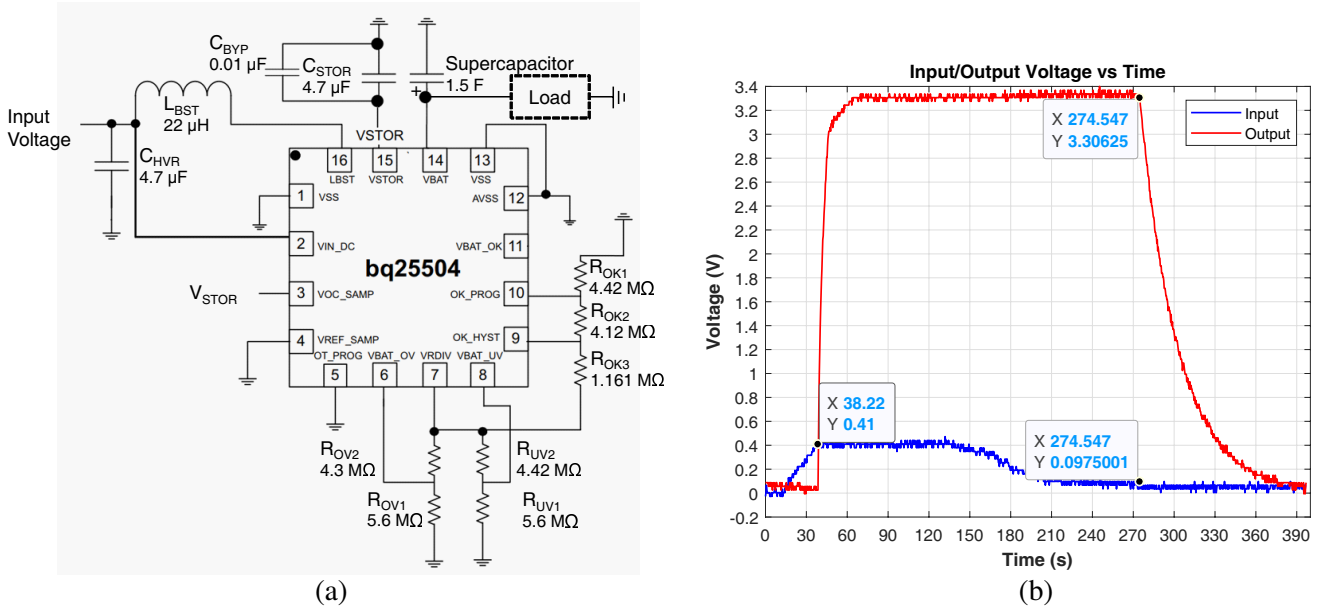 C_BYP
0.01 µF
C_STOR
4.7 µF
Supercapacitor
1.5 F
+
Load
L_BST
22 µH
Input
Voltage
C_HVR
4.7 µF
VSTOR
16
15
14
13
LBST
VSTOR
VBAT
VSS
1
VSS
AVSS
12
2
VIN_DC
VBAT_OK
11
bq25504
R_OK1
4.42 MΩ
V_STOR
3
VOC_SAMP
OK_PROG
10
R_OK2
4.12 MΩ
4
VREF_SAMP
OK_HYST
9
OT_PROG
VBAT_OV
VRDIV
VBAT_UV
R_OK3
1.161 MΩ
5
6
7
8
R_OV2
4.3 MΩ
R_UV2
4.42 MΩ
R_OV1
5.6 MΩ
R_UV1
5.6 MΩ
(a)
Input/Output Voltage vs Time
3.4
3.2
3
2.8
2.6
2.4
2.2
2
1.8
1.6
1.4
1.2
1
0.8
0.6
0.4
0.2
0
-0.2
Voltage (V)
Input
Output
X 274.547
Y 3.30625
X 38.22
Y 0.41
X 274.547
Y 0.0975001
0 30 60 90 120 150 180 210 240 270 300 330 360 390
Time (s)
(b)